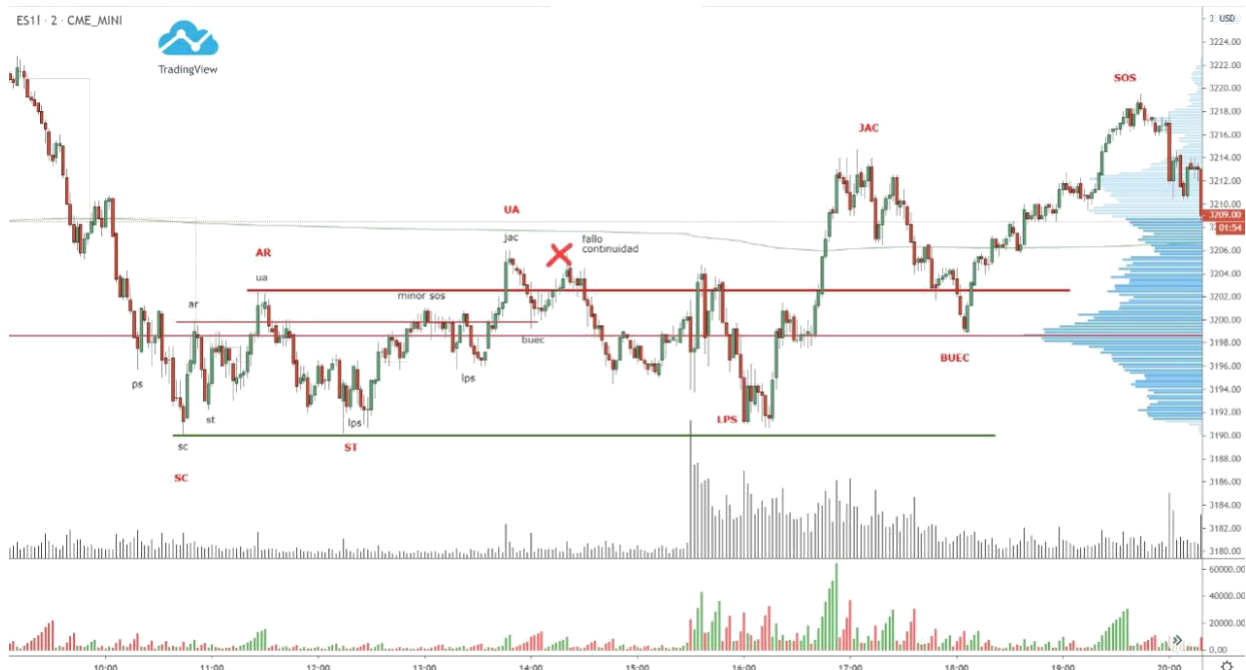 ES1! · 2 · CME_MINI
TradingView
USD
3224.00
3222.00
3220.00
3218.00
3216.00
3214.00
3212.00
3210.00
3209.00
01:54
3206.00
3204.00
3202.00
3200.00
3198.00
3196.00
3194.00
3192.00
3190.00
3188.00
3186.00
3184.00
3182.00
3180.00
SOS
JAC
UA
jac
fallo
continuidad
AR
ua
ar
minor sos
buec
BUEC
ps
lps
st
lps
LPS
sc
ST
SC
60000.00
40000.00
20000.00
0.00
10:00
11:00
12:00
13:00
14:00
15:00
16:00
17:00
18:00
19:00
20:00